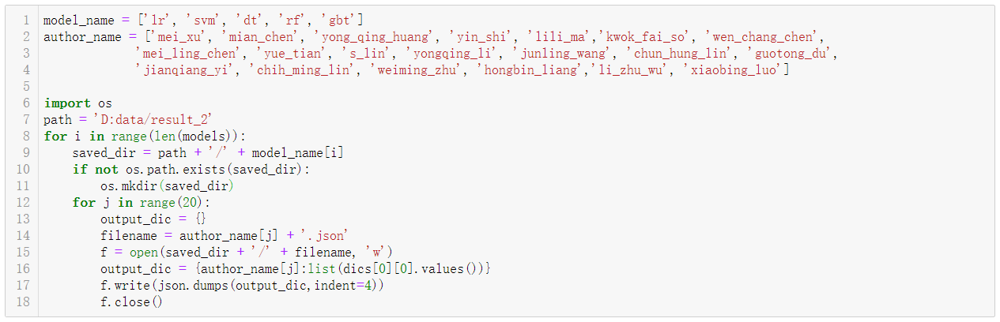 1 model_name = ['lr', 'svm', 'dt', 'rf', 'gbt']
2 author_name = ['mei_xu', 'mian_chen', 'yong_qing_huang', 'yin_shi', 'lili_ma','kwok_fai_so', 'wen_chang_chen',
3             'mei_ling_chen', 'yue_tian', 's_lin', 'yongqing_li', 'junling_wang', 'chun_hung_lin', 'guotong_du',
4             'jianqiang_yi', 'chih_ming_lin', 'weiming_zhu', 'hongbin_liang','li_zhu_wu', 'xiaobing_luo']
5
6 import os
7 path = 'D:data/result_2'
8 for i in range(len(models)):
9     saved_dir = path + '/' + model_name[i]
10     if not os.path.exists(saved_dir):
11         os.mkdir(saved_dir)
12     for j in range(20):
13         output_dic = {}
14         filename = author_name[j] + '.json'
15         f = open(saved_dir + '/' + filename, 'w')
16         output_dic = {author_name[j]:list(dics[0][0].values())}
17         f.write(json.dumps(output_dic,indent=4))
18         f.close()